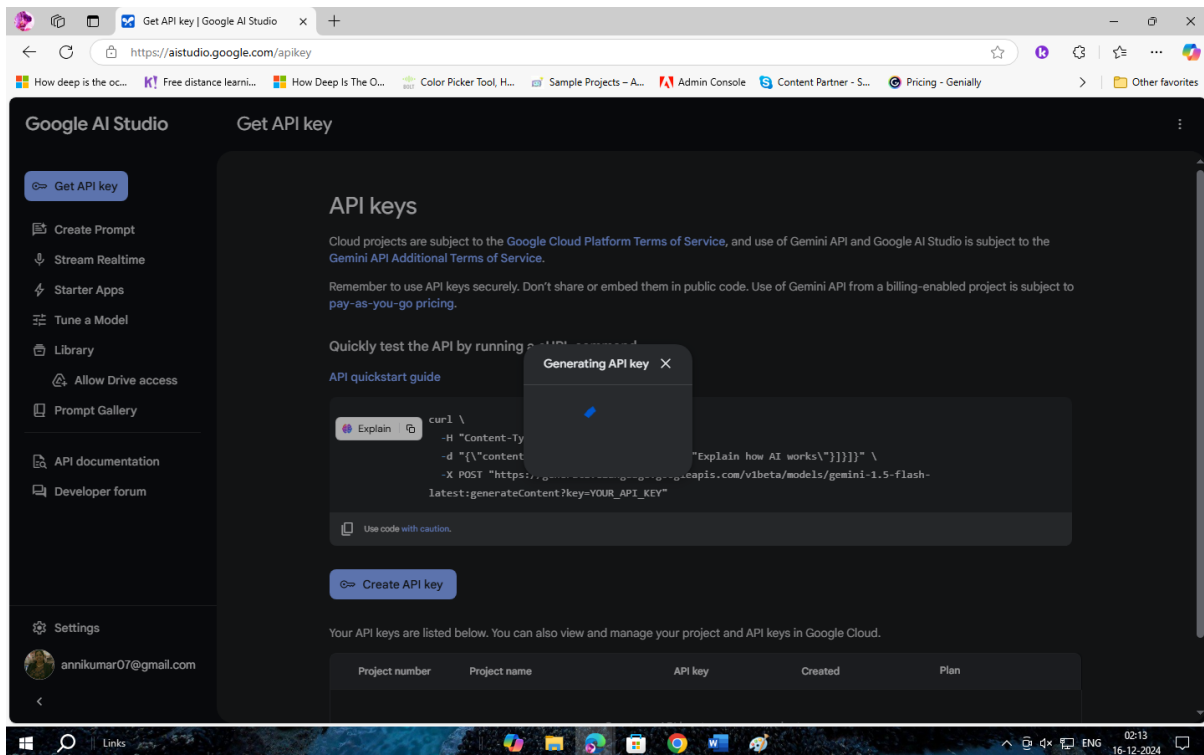 Get API key | Google AI Studio
https://aistudio.google.com/apikey
How deep is the oc...
Free distance learni...
How Deep Is The O...
Color Picker Tool, H...
Sample Projects – A...
Admin Console
Content Partner - S...
Pricing - Genially
Other favorites
Google AI Studio
Get API key
Get API key
Create Prompt
Stream Realtime
Starter Apps
Tune a Model
Library
Allow Drive access
Prompt Gallery
API documentation
Developer forum
Settings
annikumar07@gmail.com
API keys
Cloud projects are subject to the Google Cloud Platform Terms of Service, and use of Gemini API and Google AI Studio is subject to the
Gemini API Additional Terms of Service.
Remember to use API keys securely. Don't share or embed them in public code. Use of Gemini API from a billing-enabled project is subject to
pay-as-you-go pricing.
Quickly test the API by running a
API quickstart guide
Generating API key
Explain
curl \
-H "Content-Ty
-d "{\"content "Explain how AI works\"}]}]}" \
-X POST "https: apis.com/v1beta/models/gemini-1.5-flash-
latest:generateContent?key=YOUR_API_KEY"
Use code with caution.
Create API key
Your API keys are listed below. You can also view and manage your project and API keys in Google Cloud.
Project number
Project name
API key
Created
Plan
Links
ENG
02:13
16-12-2024